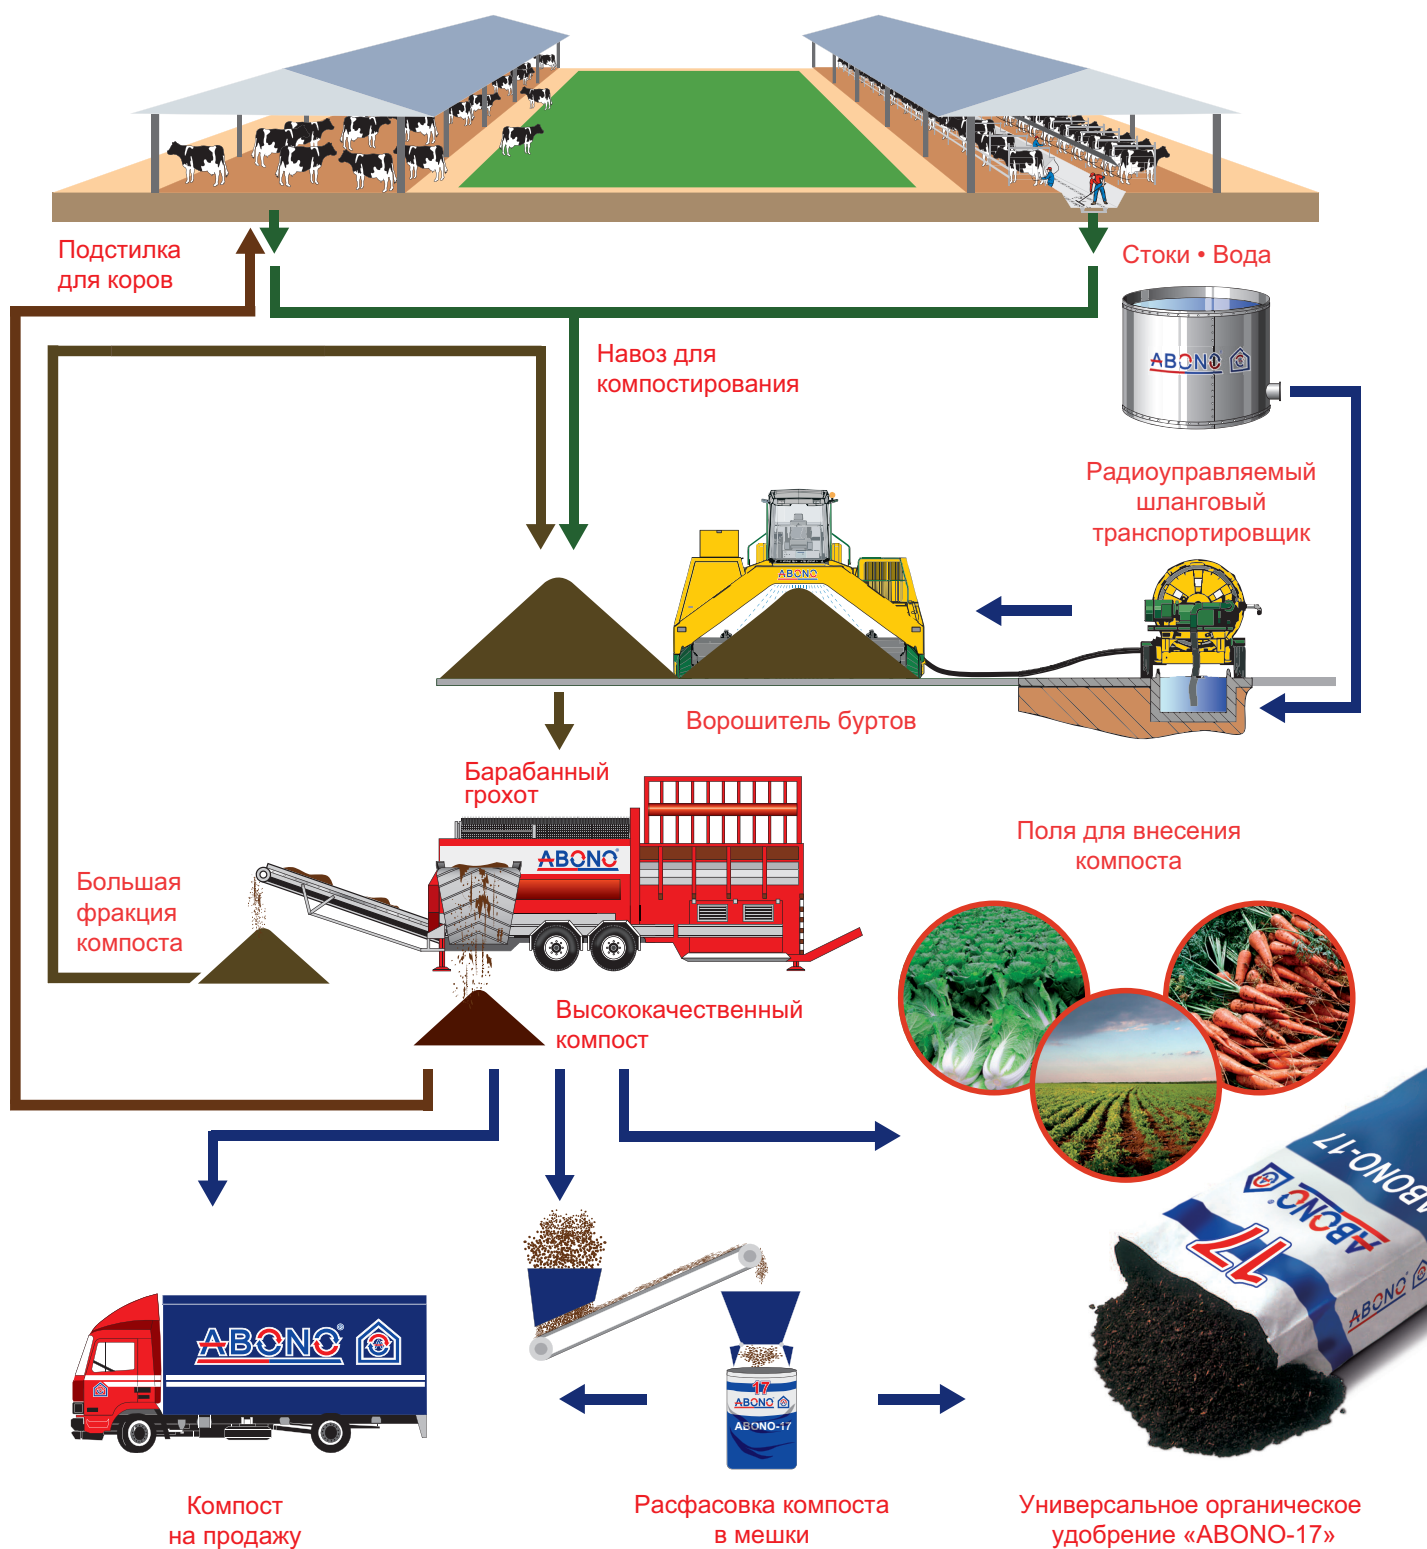 Подстилка
для коров
Стоки • Вода
Навоз для
компостирования
ABONO
Радиоуправляемый
шланговый
транспортировщик
ABONO
Ворошитель буртов
Барабанный
грохот
ABONO®
Поля для внесения
компоста
Большая
фракция
компоста
Высококачественный
компост
ABONO-17
ABONO®
17
ABONO
ABONO®
17
ABONO
ABONO-17
Компост
на продажу
Расфасовка компоста
в мешки
Универсальное органическое
удобрение «ABONO-17»